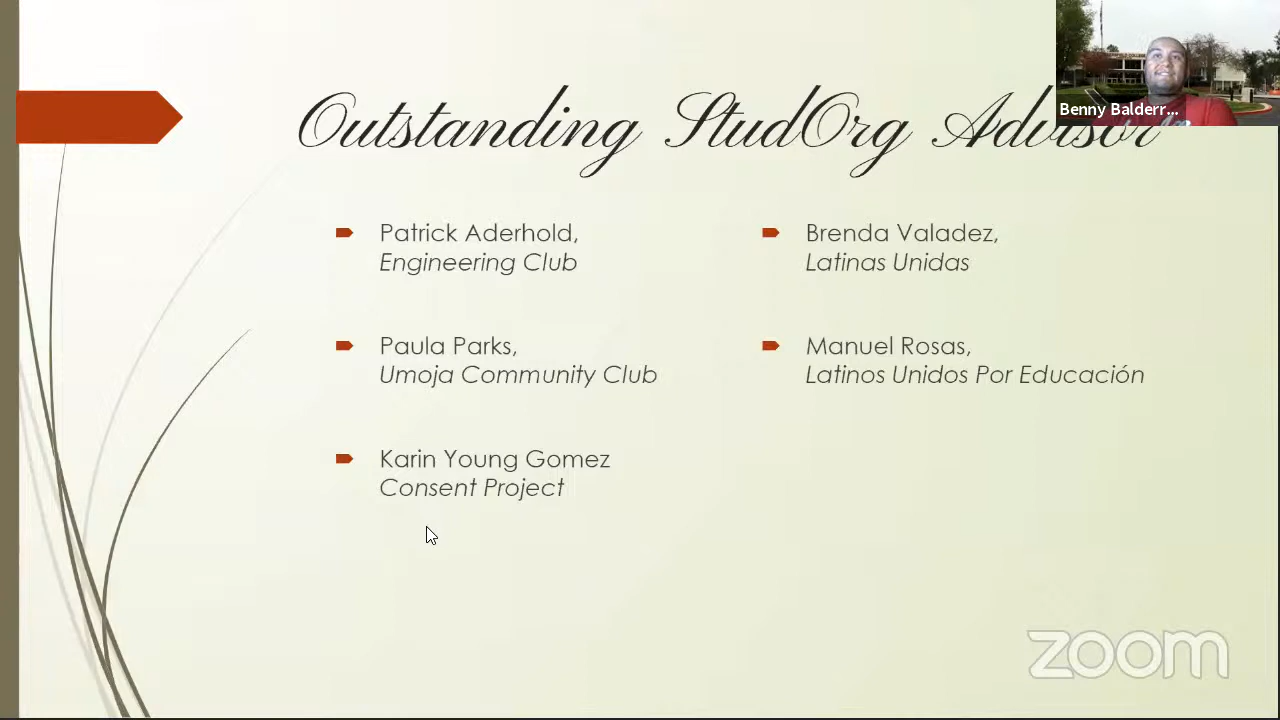 Outstanding StudOrg Advisor
Benny Balderr...
Patrick Aderhold,
Engineering Club
Paula Parks,
Umoja Community Club
Karin Young Gomez
Consent Project
Brenda Valadez,
Latinas Unidas
Manuel Rosas,
Latinos Unidos Por Educación
zoom